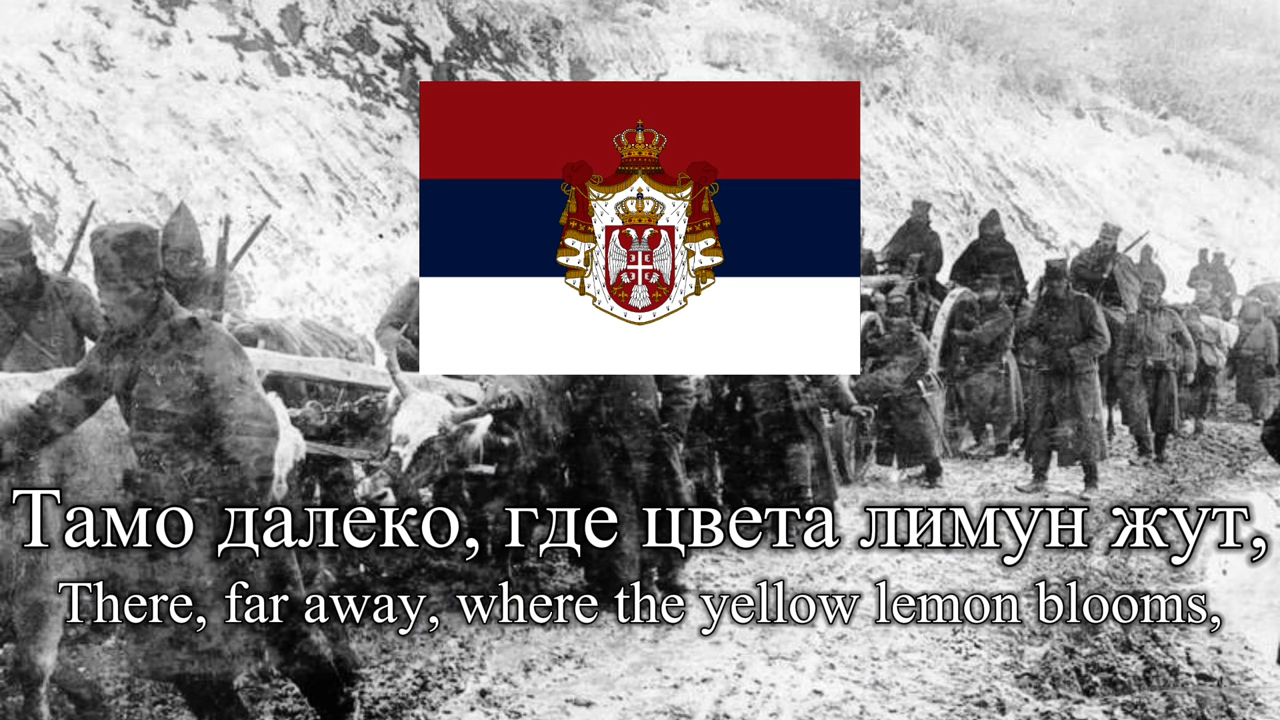 Тамо далеко, где цвета лимун жут,
There, far away, where the yellow lemon blooms,